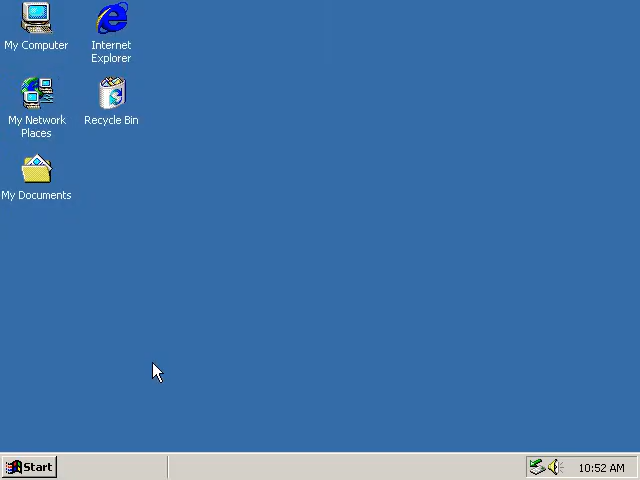 My Computer
Internet
Explorer
My Network
Places
Recycle Bin
My Documents
Start
10:52 AM